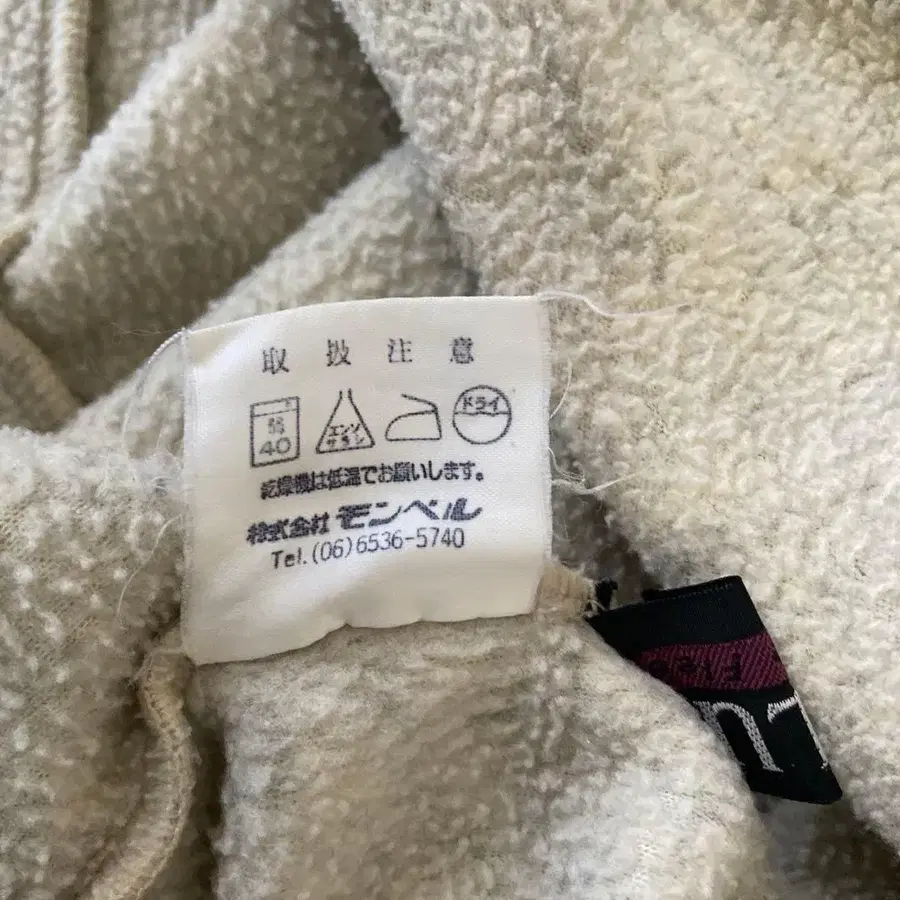 取扱注意
弱
40
エンソ
サラシ
ドライ
乾燥機は低温でお願いします。
株式会社 モンベル
Tel.(06)6536-5740